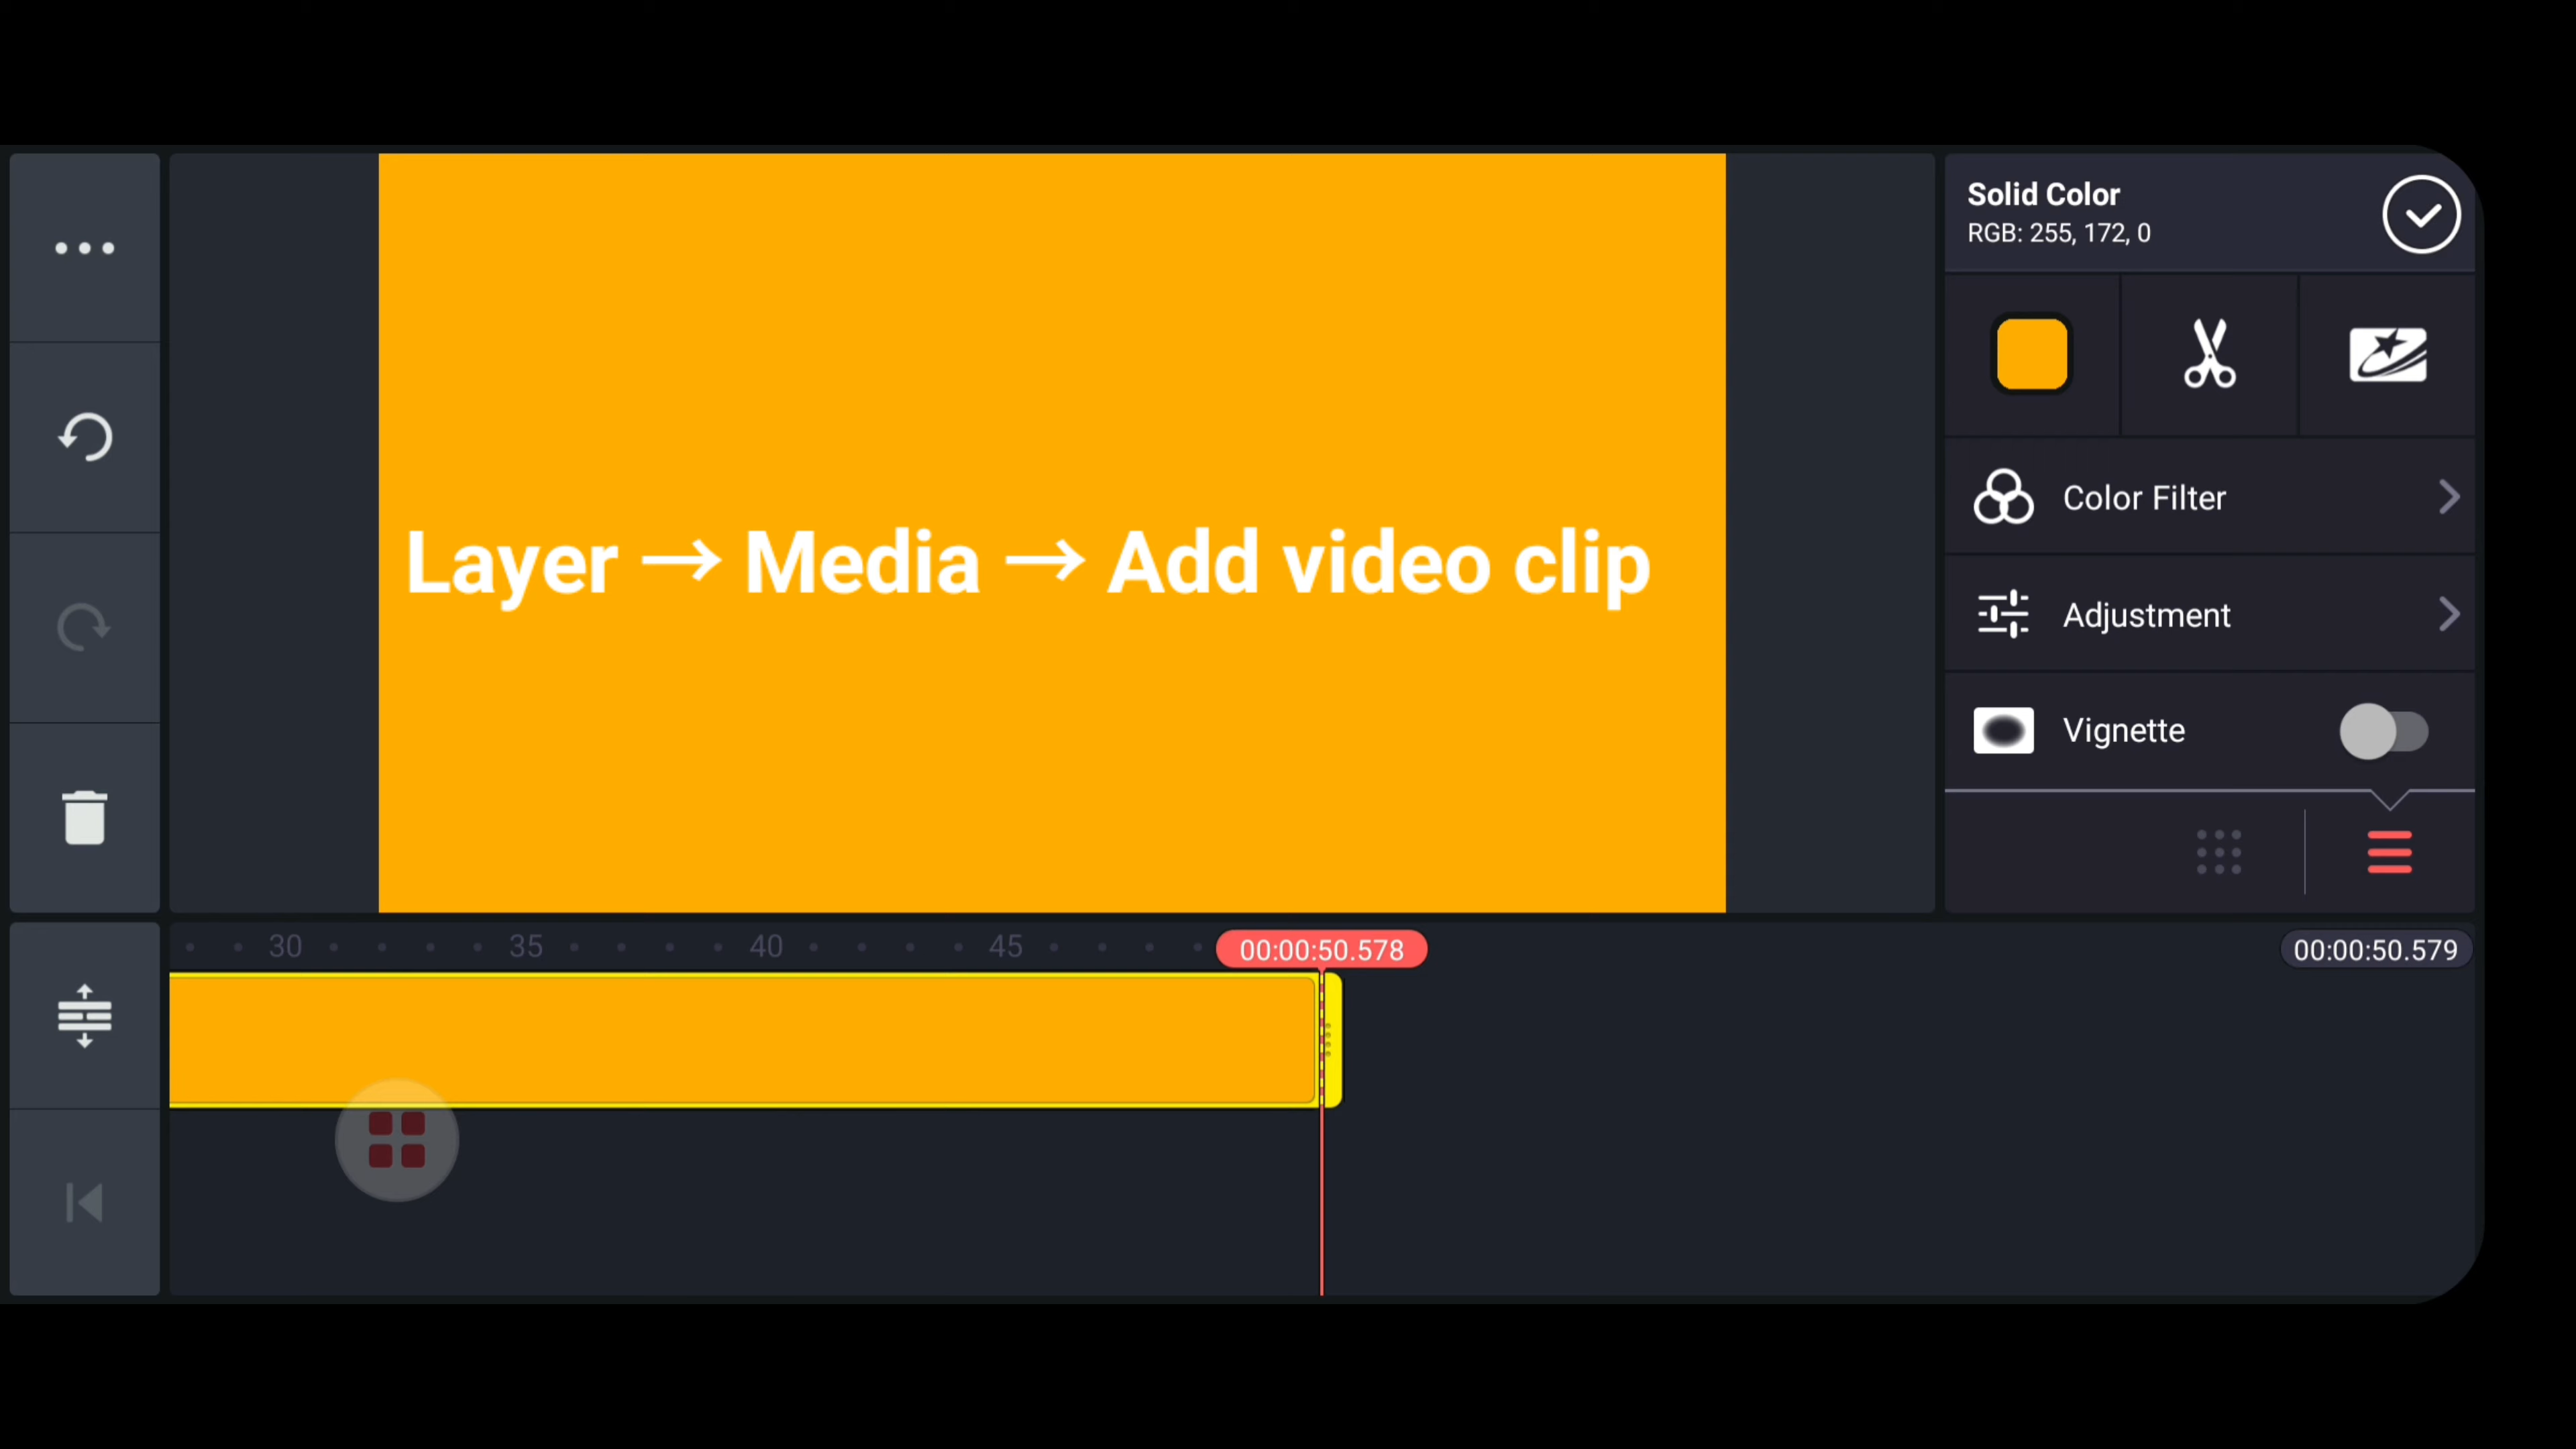 Solid Color
RGB: 255, 172, 0
Layer → Media → Add video clip
Color Filter
Adjustment
Vignette
30 35 40 45 00:00:50.578 00:00:50.579